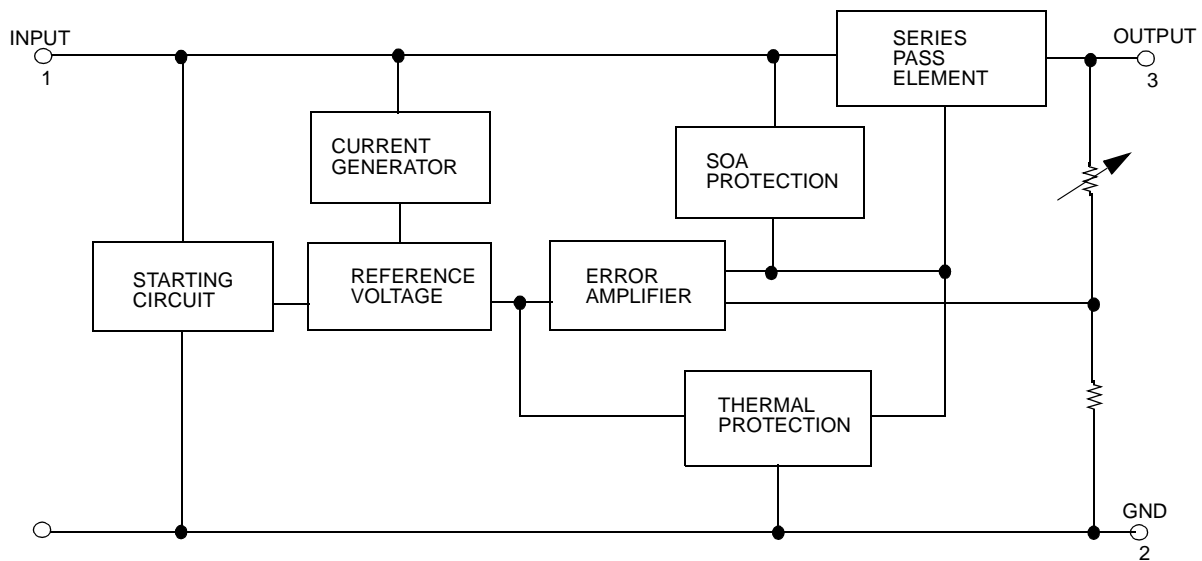 INPUT
1
SERIES
PASS
ELEMENT
OUTPUT
3
CURRENT
GENERATOR
SOA
PROTECTION
STARTING
CIRCUIT
REFERENCE
VOLTAGE
ERROR
AMPLIFIER
THERMAL
PROTECTION
GND
2